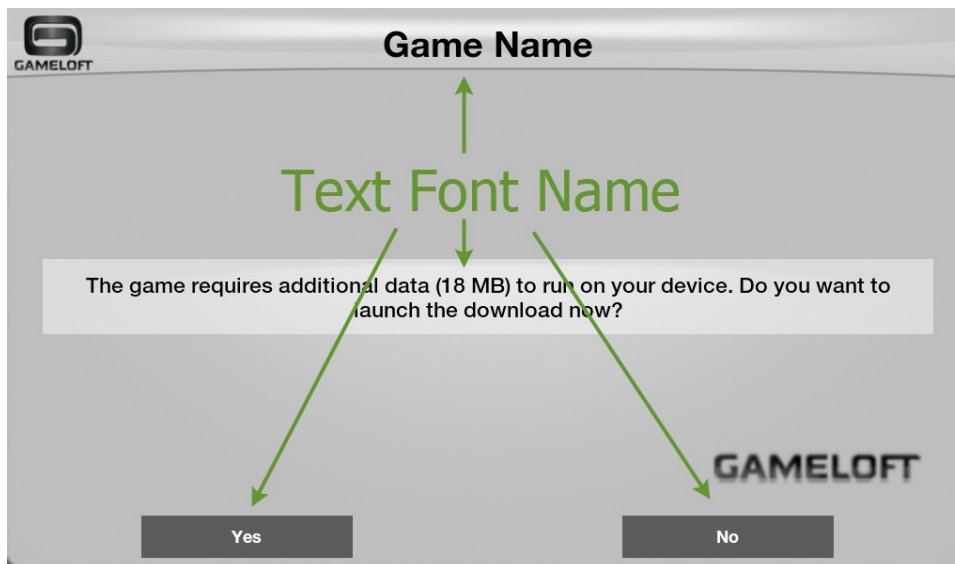 GAMELOFT
Game Name
Text Font Name
The game requires additional data (18 MB) to run on your device. Do you want to
launch the download now?
GAMELOFT
Yes
No